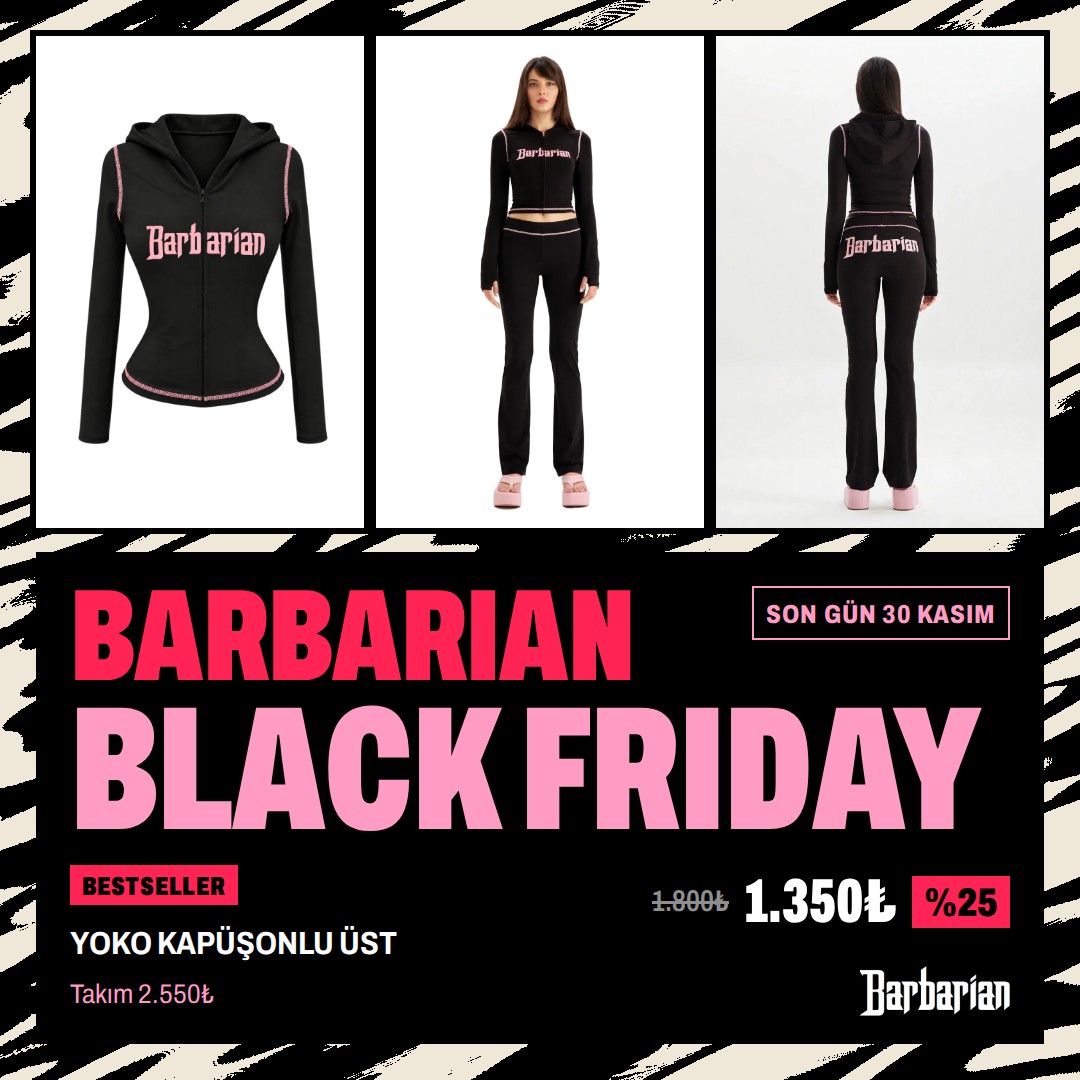 Barbarian
Barbarian
Barbarian
BARBARIAN
SON GÜN 30 KASIM
BLACK FRIDAY
BESTSELLER
1.800₺ 1.350₺ %25
YOKO KAPÜŞONLU ÜST
Takım 2.550₺
Barbarian